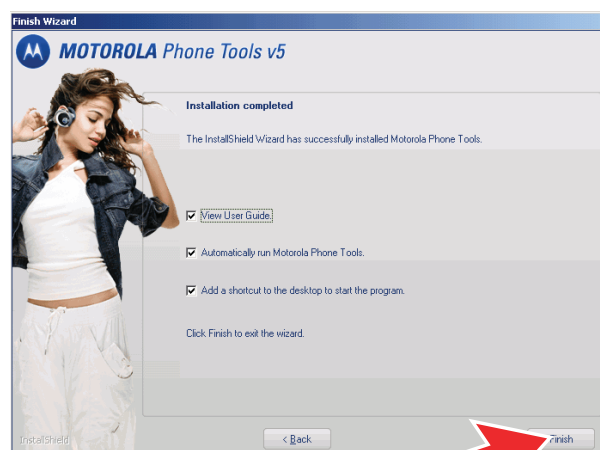 Finish Wizard
MOTOROLA Phone Tools v5
Installation completed
The InstallShield Wizard has successfully installed Motorola Phone Tools.
View User Guide.
Automatically run Motorola Phone Tools.
Add a shortcut to the desktop to start the program.
Click Finish to exit the wizard.
InstallShield
< Back
Finish